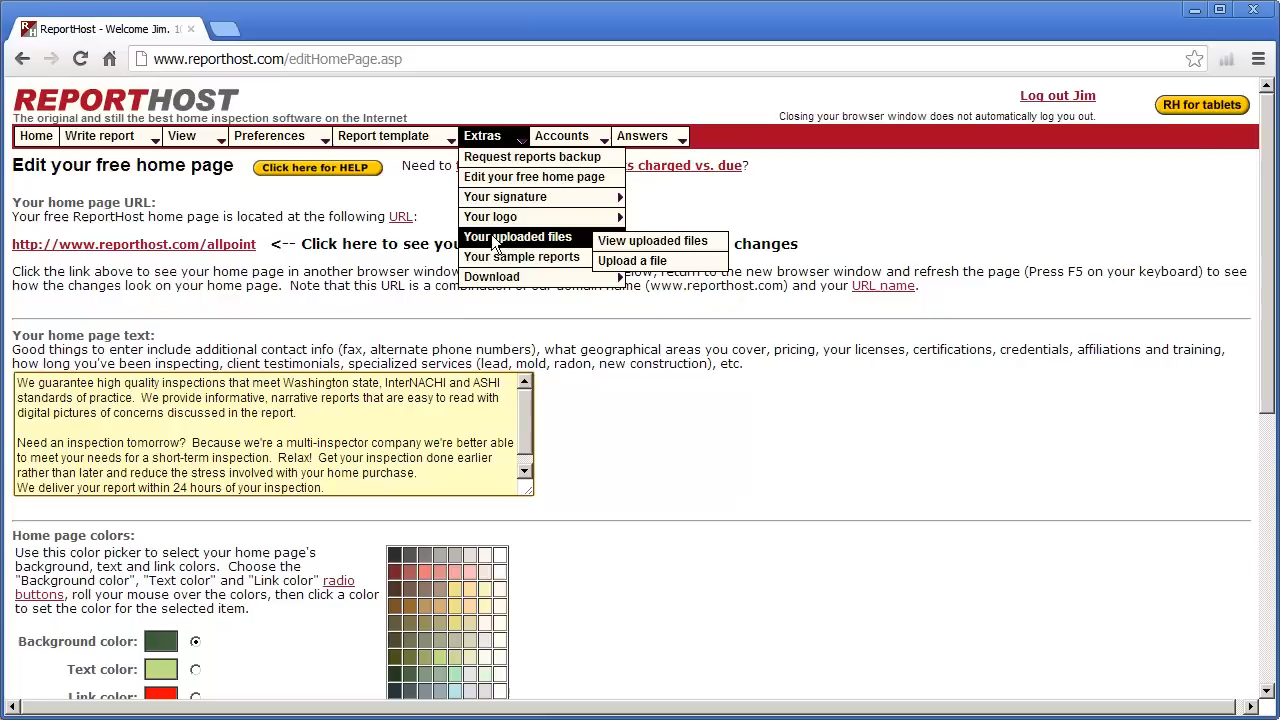 ReportHost - Welcome Jim.
www.reporthost.com/editHomePage.asp
REPORTHOST
The original and still the best home inspection software on the Internet
Log out Jim
Closing your browser window does not automatically log you out.
RH for tablets
Home Write report View Preferences Report template Extras Accounts Answers
Edit your free home page Click here for HELP Need to charged vs. due?
Request reports backup
Edit your free home page
Your signature
Your logo
Your uploaded files
Your sample reports
Download
View uploaded files
Upload a file
Your home page URL:
Your free ReportHost home page is located at the following URL:
http://www.reporthost.com/allpoint <-- Click here to see changes
Click the link above to see your home page in another browser return to the new browser window and refresh the page (Press F5 on your keyboard) to see
how the changes look on your home page. Note that this URL is a domain name (www.reporthost.com) and your URL name.
Your home page text:
Good things to enter include additional contact info (fax, alternate phone numbers), what geographical areas you cover, pricing, your licenses, certifications, credentials, affiliations and training,
how long you've been inspecting, client testimonials, specialized services (lead, mold, radon, new construction), etc.
We guarantee high quality inspections that meet Washington state, InterNACHI and ASHI
standards of practice. We provide informative, narrative reports that are easy to read with
digital pictures of concerns discussed in the report.
Need an inspection tomorrow? Because we're a multi-inspector company we're better able
to meet your needs for a short-term inspection. Relax! Get your inspection done earlier
rather than later and reduce the stress involved with your home purchase.
We deliver your report within 24 hours of your inspection.
Home page colors:
Use this color picker to select your home page's
background, text and link colors. Choose the
"Background color", "Text color" and "Link color" radio
buttons, roll your mouse over the colors, then click a color
to set the color for the selected item.
Background color:
Text color:
Link color: